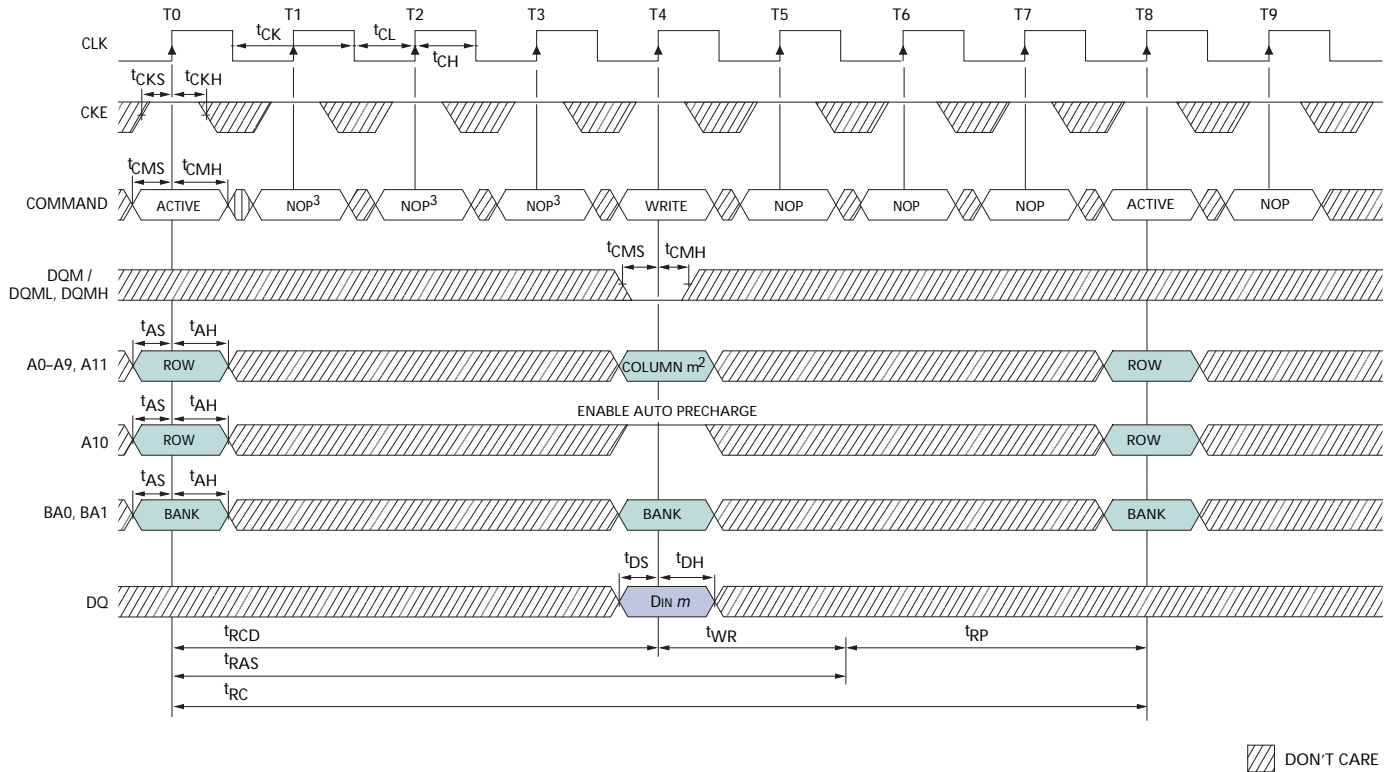 T0 T1 T2 T3 T4 T5 T6 T7 T8 T9
CLK tCK tCL tCH
tCKS tCKH
CKE
tCMS tCMH
COMMAND ACTIVE NOP3 NOP3 NOP3 WRITE NOP NOP NOP ACTIVE NOP
tCMS tCMH
DQM /
DQML, DQMH
tAS tAH
A0–A9, A11 ROW COLUMN m2 ROW
ENABLE AUTO PRECHARGE
tAS tAH
A10 ROW ROW
tAS tAH
BA0, BA1 BANK BANK BANK
tDS tDH
DQ DIN m
tRCD tWR tRP
tRAS
tRC
DON'T CARE